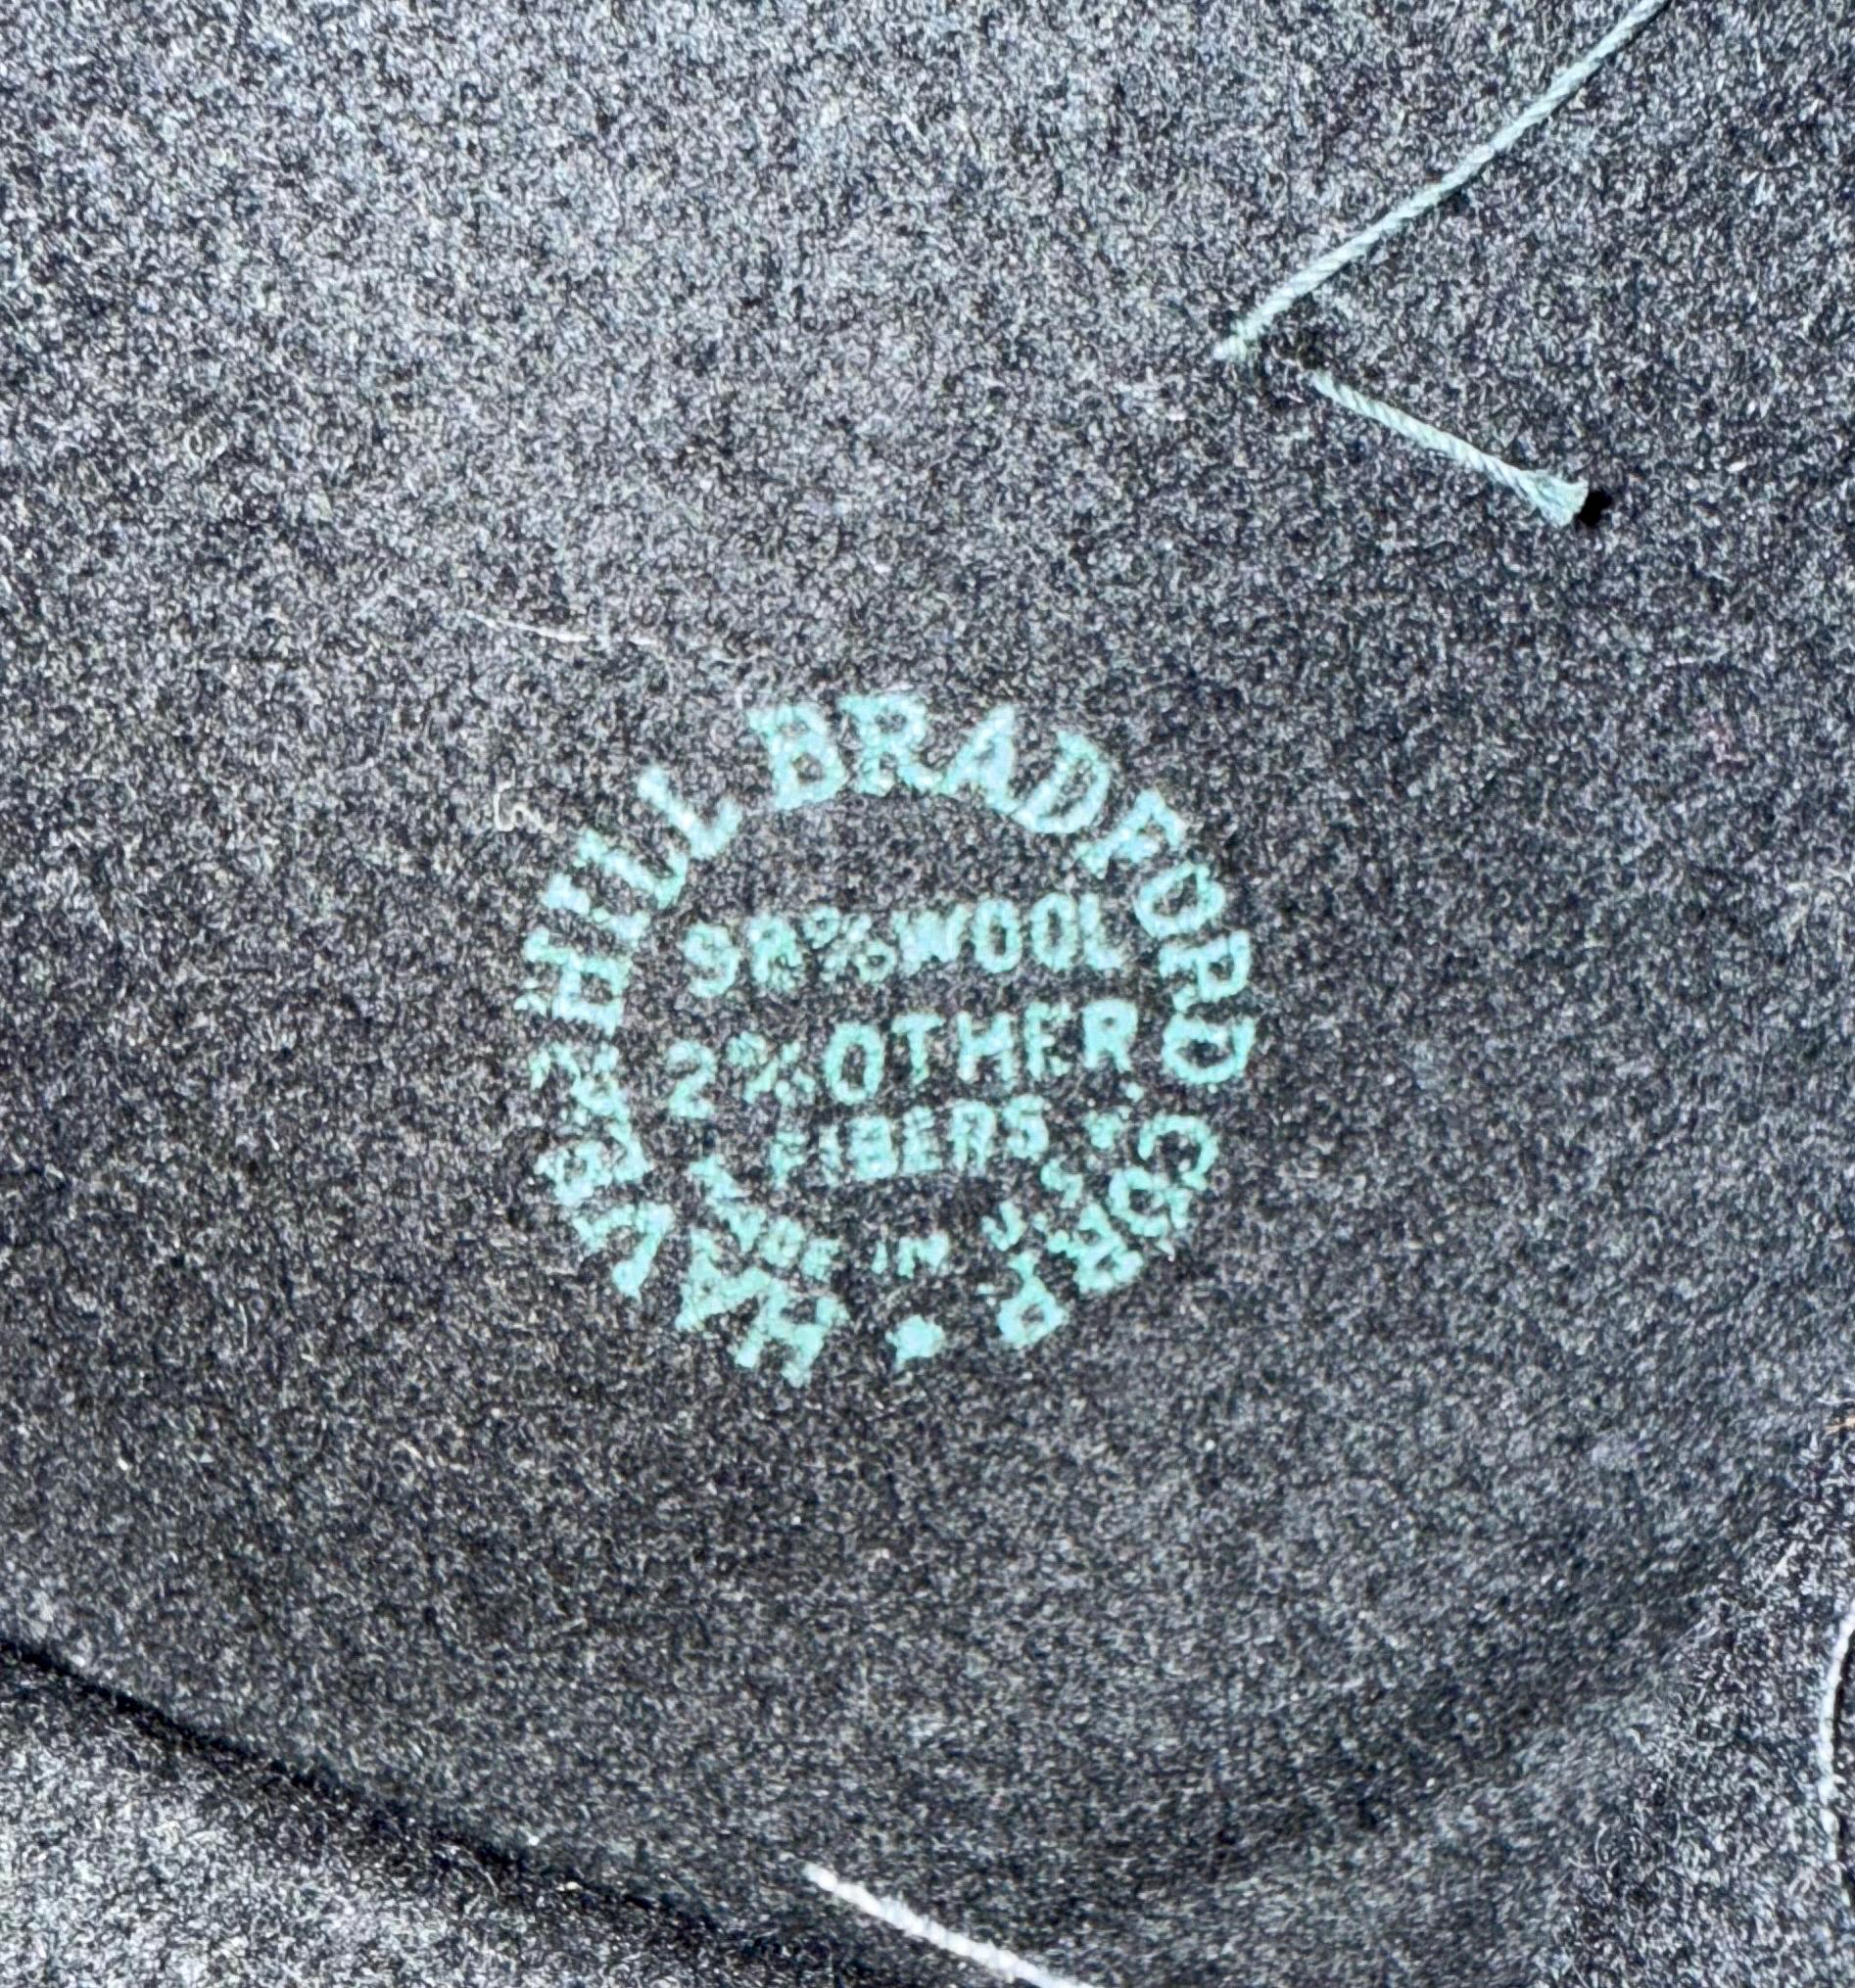 HAVERHILL BRADFORD CORP.
98% WOOL
2% OTHER
FIBERS
MADE IN U.S.A.